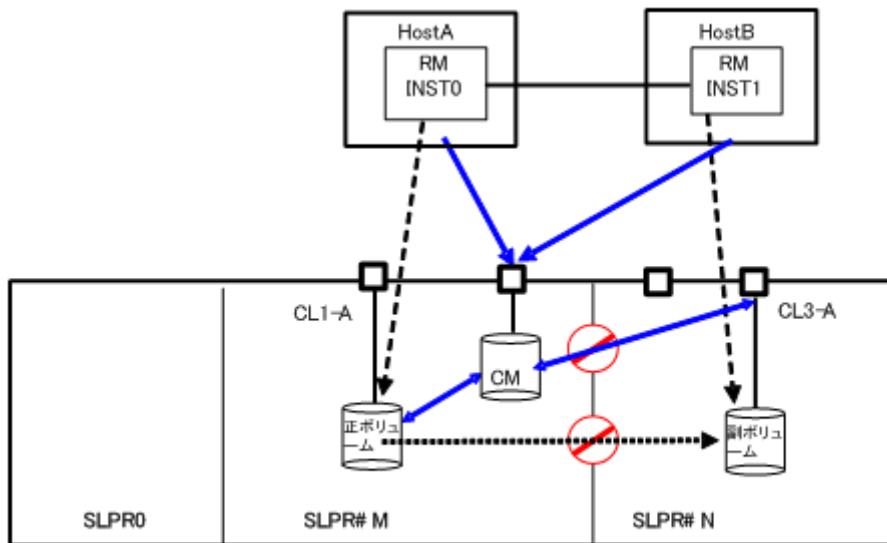 HostA
HostB
RM
INST0
RM
INST1
CL1-A
CL3-A
CM
正ボリュ
ーム
副ボリュ
ーム
SLPR0
SLPR# M
SLPR# N